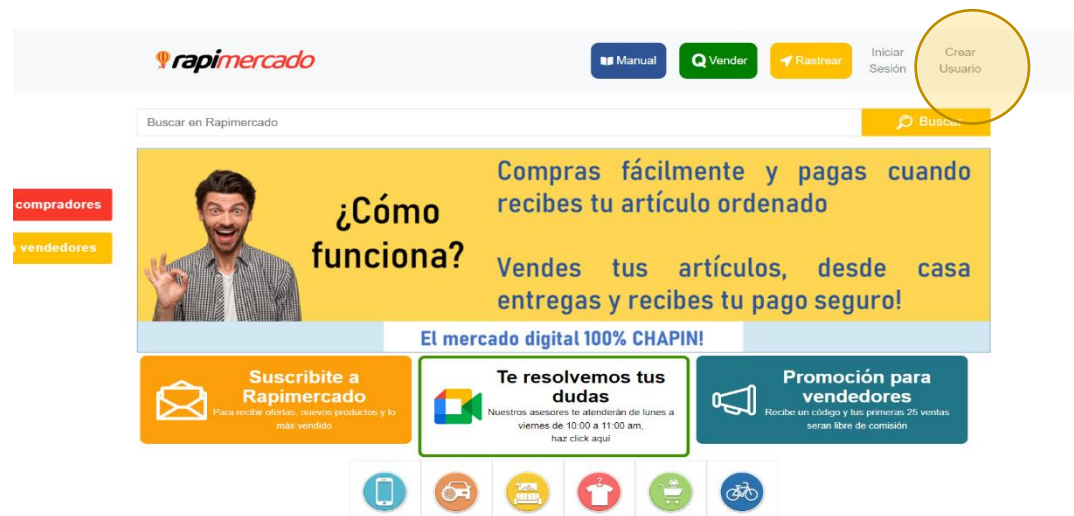 rapimercado
Manual
Vender
Rastrear
Iniciar
Sesión
Crear
Usuario
Buscar en Rapimercado
Buscar
compradores
vendedores
¿Cómo
funciona?
Compras fácilmente y pagas cuando
recibes tu artículo ordenado
Vendes tus artículos, desde casa
entregas y recibes tu pago seguro!
El mercado digital 100% CHAPIN!
Suscribite a
Rapimercado
Para recibir ofertas, nuevos productos y lo
más vendido
Te resolvemos tus
dudas
Nuestros asesores te atenderán de lunes a
viernes de 10:00 a 11:00 am,
haz click aquí
Promoción para
vendedores
Recibe un código y tus primeras 25 ventas
seran libre de comisión